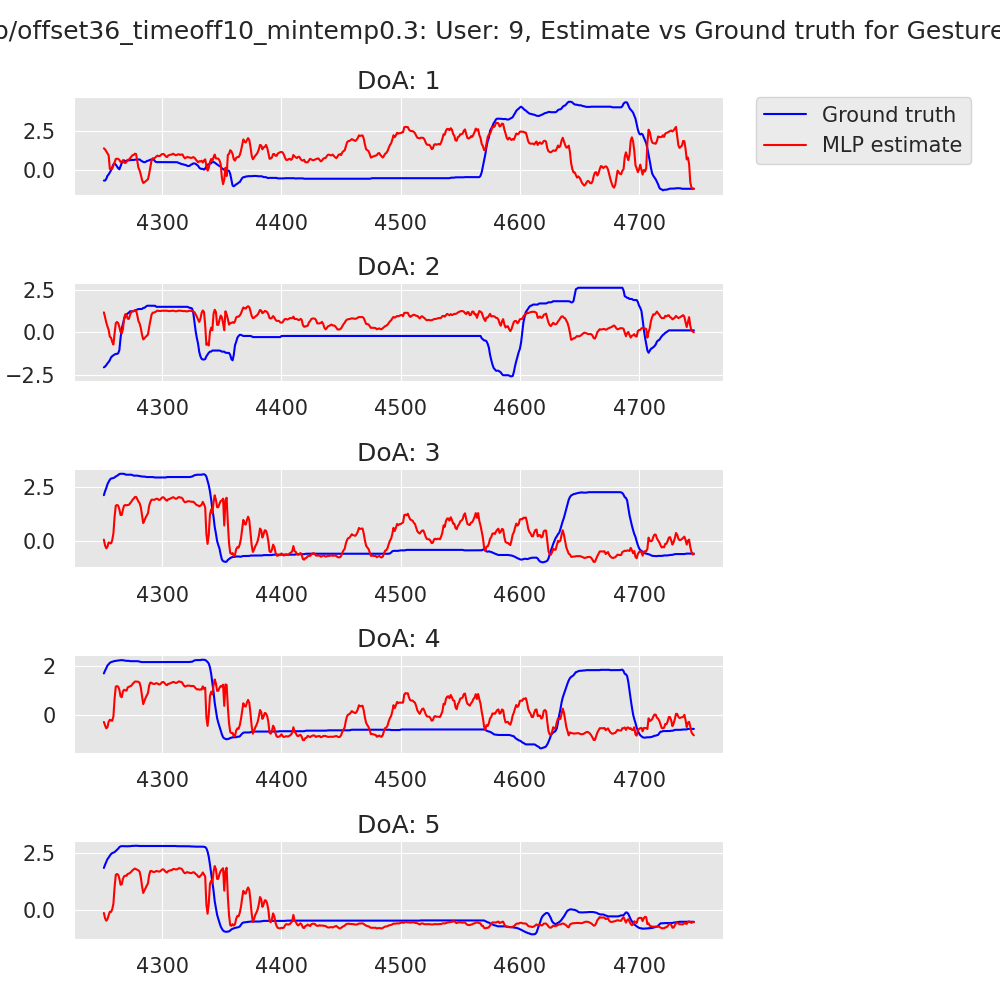 o/offset36_timeoff10_mintemp0.3: User: 9, Estimate vs Ground truth for Gesture
DoA: 1
Ground truth
MLP estimate
2.5
0.0
4300 4400 4500 4600 4700
DoA: 2
2.5
0.0
−2.5
4300 4400 4500 4600 4700
DoA: 3
2.5
0.0
4300 4400 4500 4600 4700
DoA: 4
2
0
4300 4400 4500 4600 4700
DoA: 5
2.5
0.0
4300 4400 4500 4600 4700